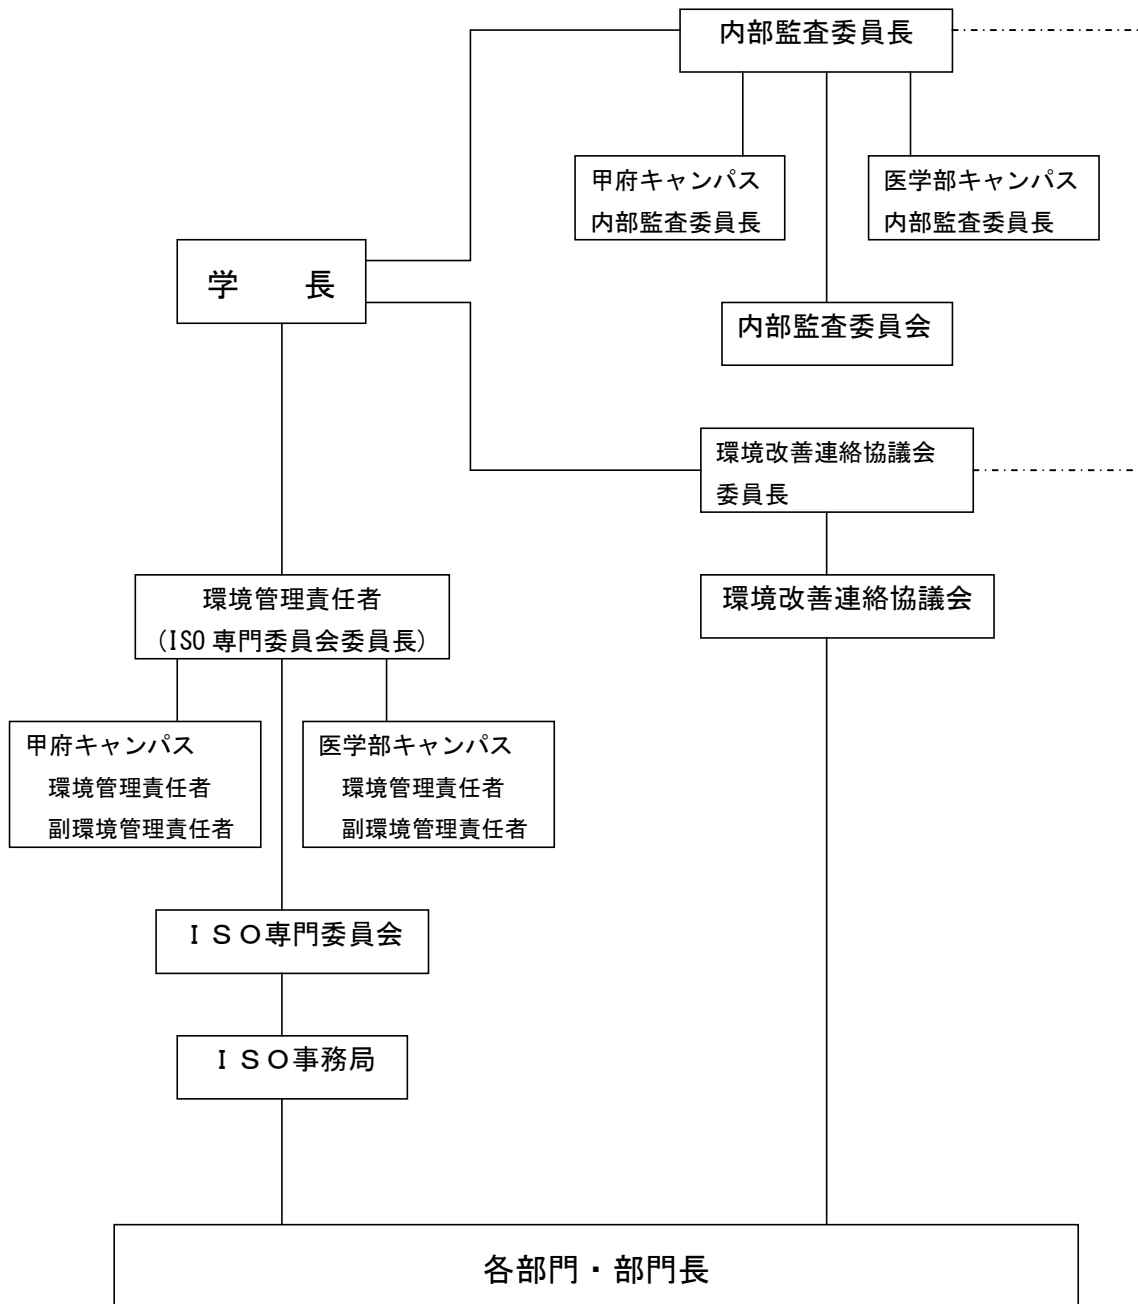 内部監査委員長
甲府キャンパス
内部監査委員長
医学部キャンパス
内部監査委員長
学　　長
内部監査委員会
環境改善連絡協議会
委員長
環境管理責任者
(ISO 専門委員会委員長)
環境改善連絡協議会
甲府キャンパス
環境管理責任者
副環境管理責任者
医学部キャンパス
環境管理責任者
副環境管理責任者
ＩＳＯ専門委員会
ＩＳＯ事務局
各部門・部門長